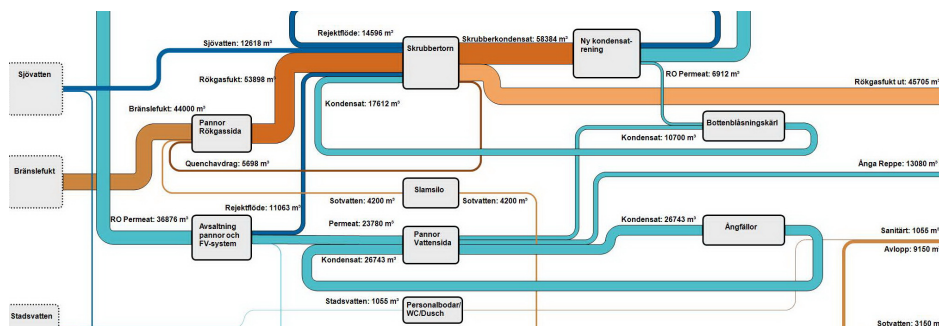 Rejektflöde: 14596 m³
Skrubberkondensat: 58384 m³
Sjövatten: 12618 m³
Skrubbertorn
Ny kondensat-
rening
Sjövatten
RO Permeat: 6912 m³
Rökgasfukt: 53898 m³
Rökgasfukt ut: 45705 m³
Kondensat: 17612 m³
Bränslefukt: 44000 m³
Pannor
Rökgassida
Bottenblåsningskärl
Kondensat: 10700 m³
Quenchavdrag: 5698 m³
Ånga Reppe: 13080 m³
Bränslefukt
Slamsilo
Sotvatten: 4200 m³
Sotvatten: 4200 m³
Rejektflöde: 11063 m³
RO Permeat: 36876 m³
Avsaltning
pannor och
FV-system
Permeat: 23780 m³
Pannor
Vattensida
Kondensat: 26743 m³
Ångfällor
Sanitärt: 1055 m³
Avlopp: 9150 m³
Kondensat: 26743 m³
Stadsvatten: 1055 m³
Personalbodar/
WC/Dusch
Stadsvatten
Sotvatten: 3150 m³